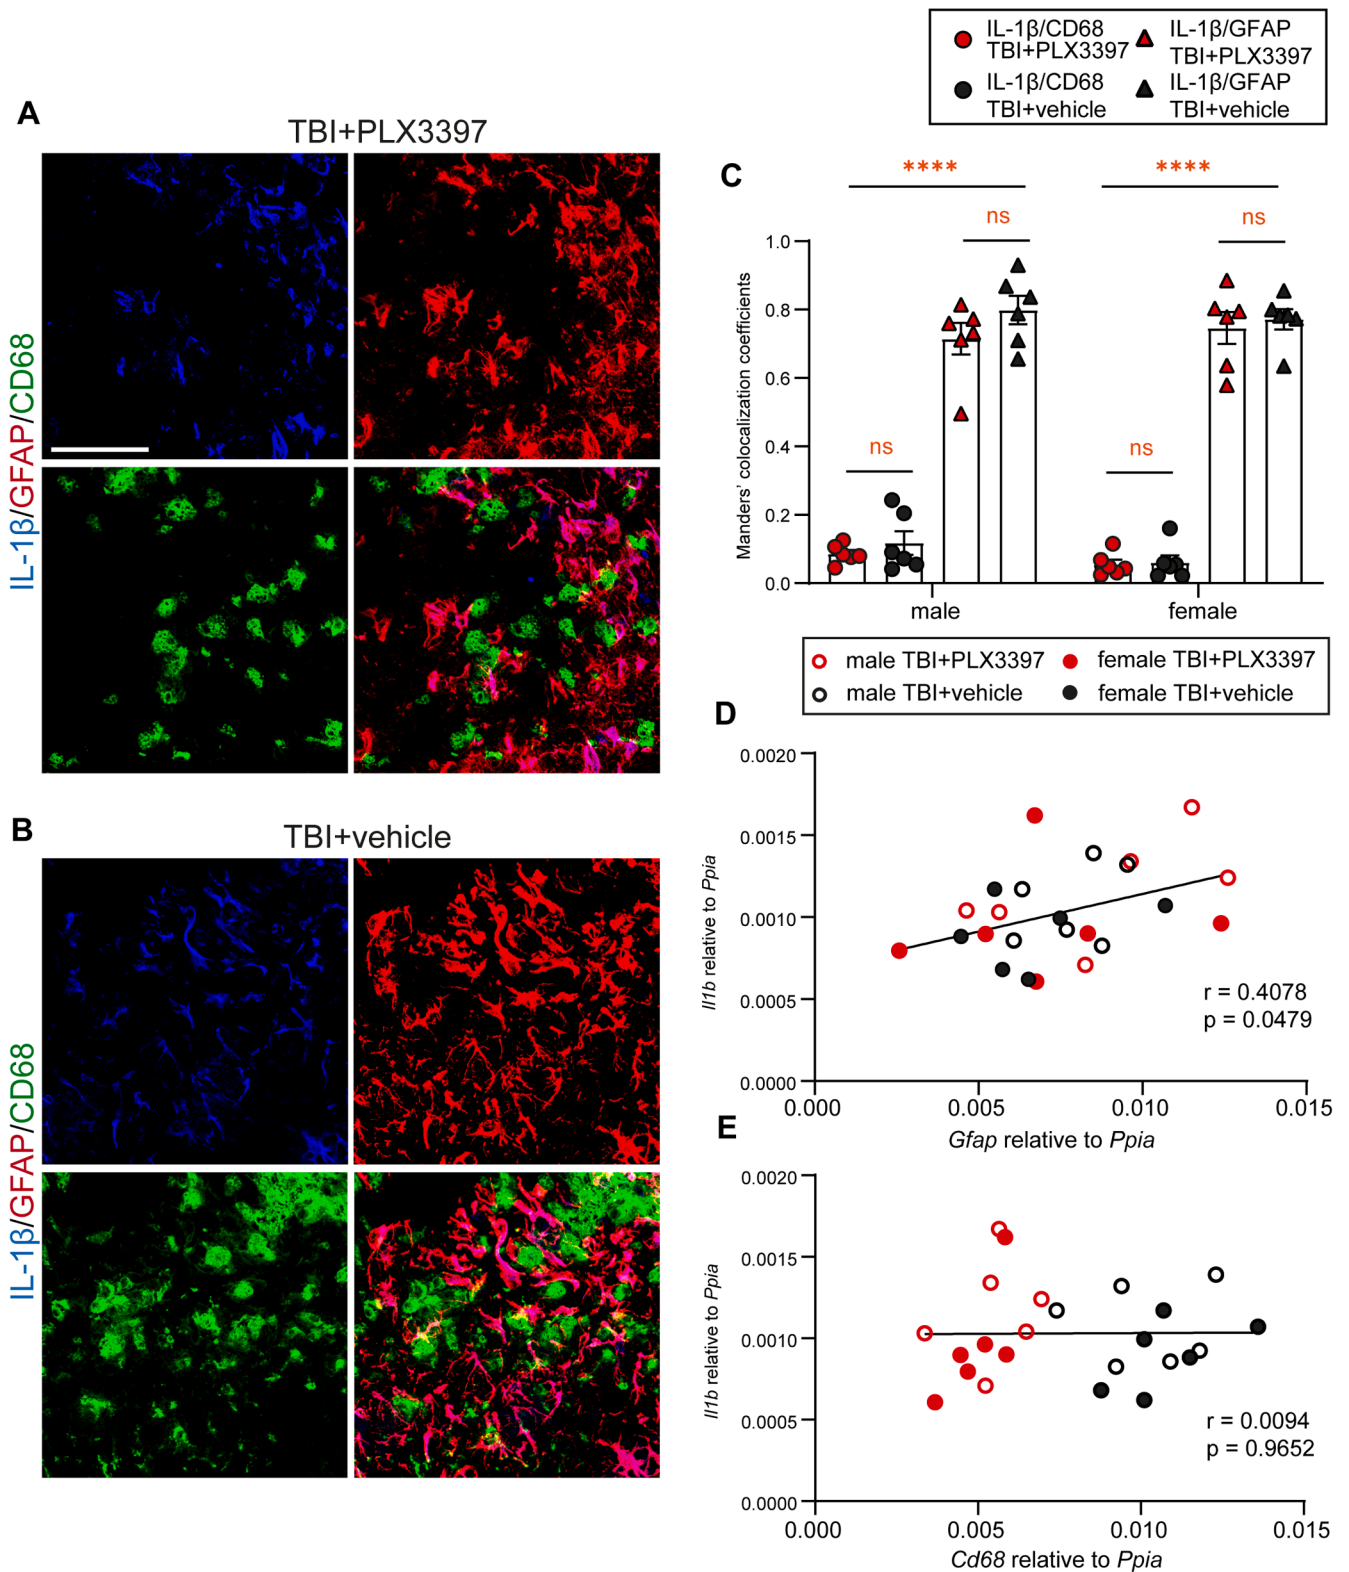 IL-1β/CD68
TBI+PLX3397
IL-1β/GFAP
TBI+PLX3397
IL-1β/CD68
TBI+vehicle
IL-1β/GFAP
TBI+vehicle
A
TBI+PLX3397
IL-1β/GFAP/CD68
B
TBI+vehicle
IL-1β/GFAP/CD68
C
****
****
ns
ns
ns
ns
Manders' colocalization coefficients
1.0
0.8
0.6
0.4
0.2
0.0
male
female
male TBI+PLX3397
female TBI+PLX3397
male TBI+vehicle
female TBI+vehicle
D
Il1b relative to Ppia
0.0020
0.0015
0.0010
0.0005
0.0000
r = 0.4078
p = 0.0479
0.000
0.005
0.010
0.015
Gfap relative to Ppia
E
Il1b relative to Ppia
0.0020
0.0015
0.0010
0.0005
0.0000
r = 0.0094
p = 0.9652
0.000
0.005
0.010
0.015
Cd68 relative to Ppia